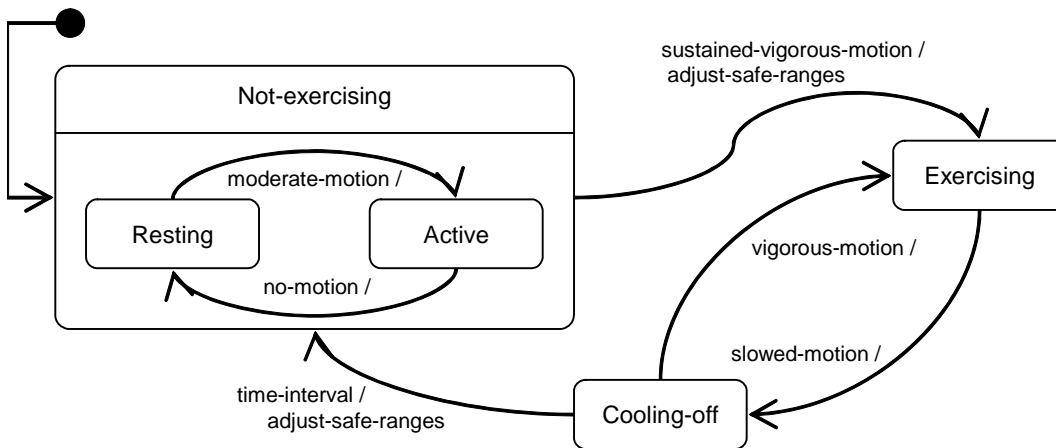 sustained-vigorous-motion /
adjust-safe-ranges
Not-exercising
moderate-motion /
Exercising
Resting
Active
vigorous-motion /
no-motion /
slowed-motion /
time-interval /
adjust-safe-ranges
Cooling-off